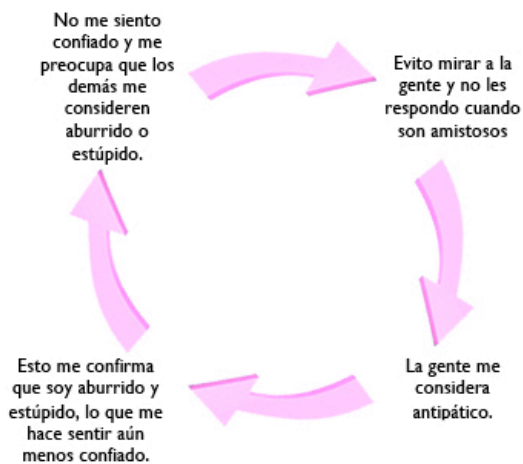 No me siento
confiado y me
preocupa que los
demás me
consideren
aburrido o
estúpido.
Evito mirar a la
gente y no les
respondo cuando
son amistosos
La gente me
considera
antipático.
Esto me confirma
que soy aburrido y
estúpido, lo que me
hace sentir aún
menos confiado.